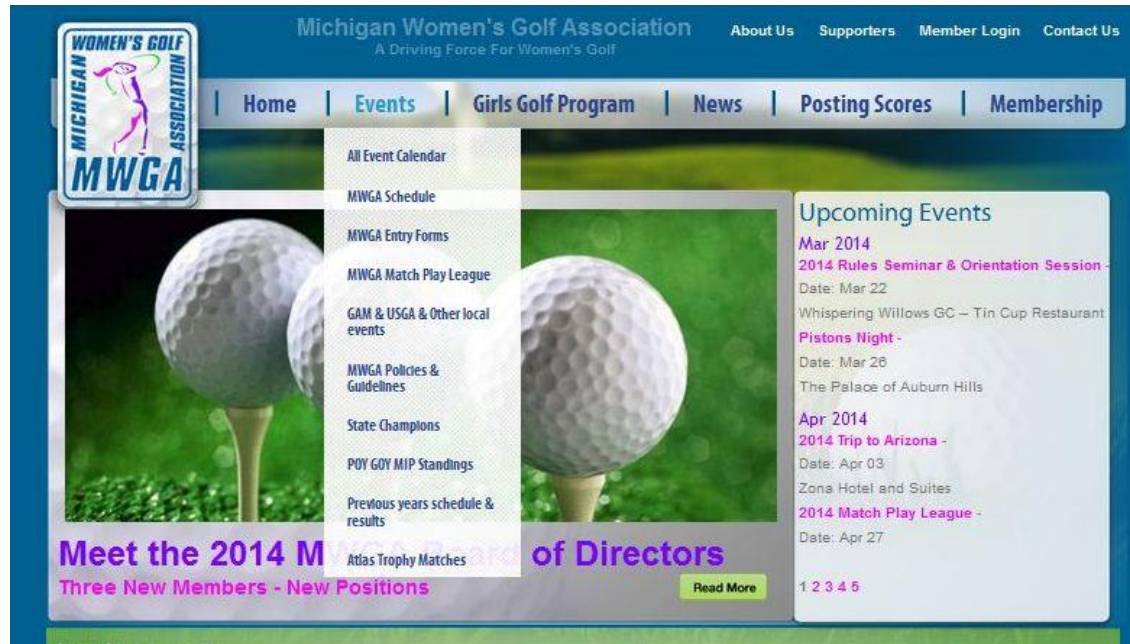 WOMEN'S GOLF
MICHIGAN
ASSOCIATION
MWGA
Michigan Women's Golf Association
A Driving Force For Women's Golf
About Us Supporters Member Login Contact Us
Home Events Girls Golf Program News Posting Scores Membership
All Event Calendar
MWGA Schedule
MWGA Entry Forms
MWGA Match Play League
GAM & USGA & Other local
events
MWGA Policies &
Guidelines
State Champions
POY GOY MIP Standings
Previous years schedule &
results
Atlas Trophy Matches
Meet the 2014 MWGA Board of Directors
Three New Members - New Positions
Read More
Upcoming Events
Mar 2014
2014 Rules Seminar & Orientation Session -
Date: Mar 22
Whispering Willows GC – Tin Cup Restaurant
Pistons Night -
Date: Mar 26
The Palace of Auburn Hills
Apr 2014
2014 Trip to Arizona -
Date: Apr 03
Zona Hotel and Suites
2014 Match Play League -
Date: Apr 27
1 2 3 4 5